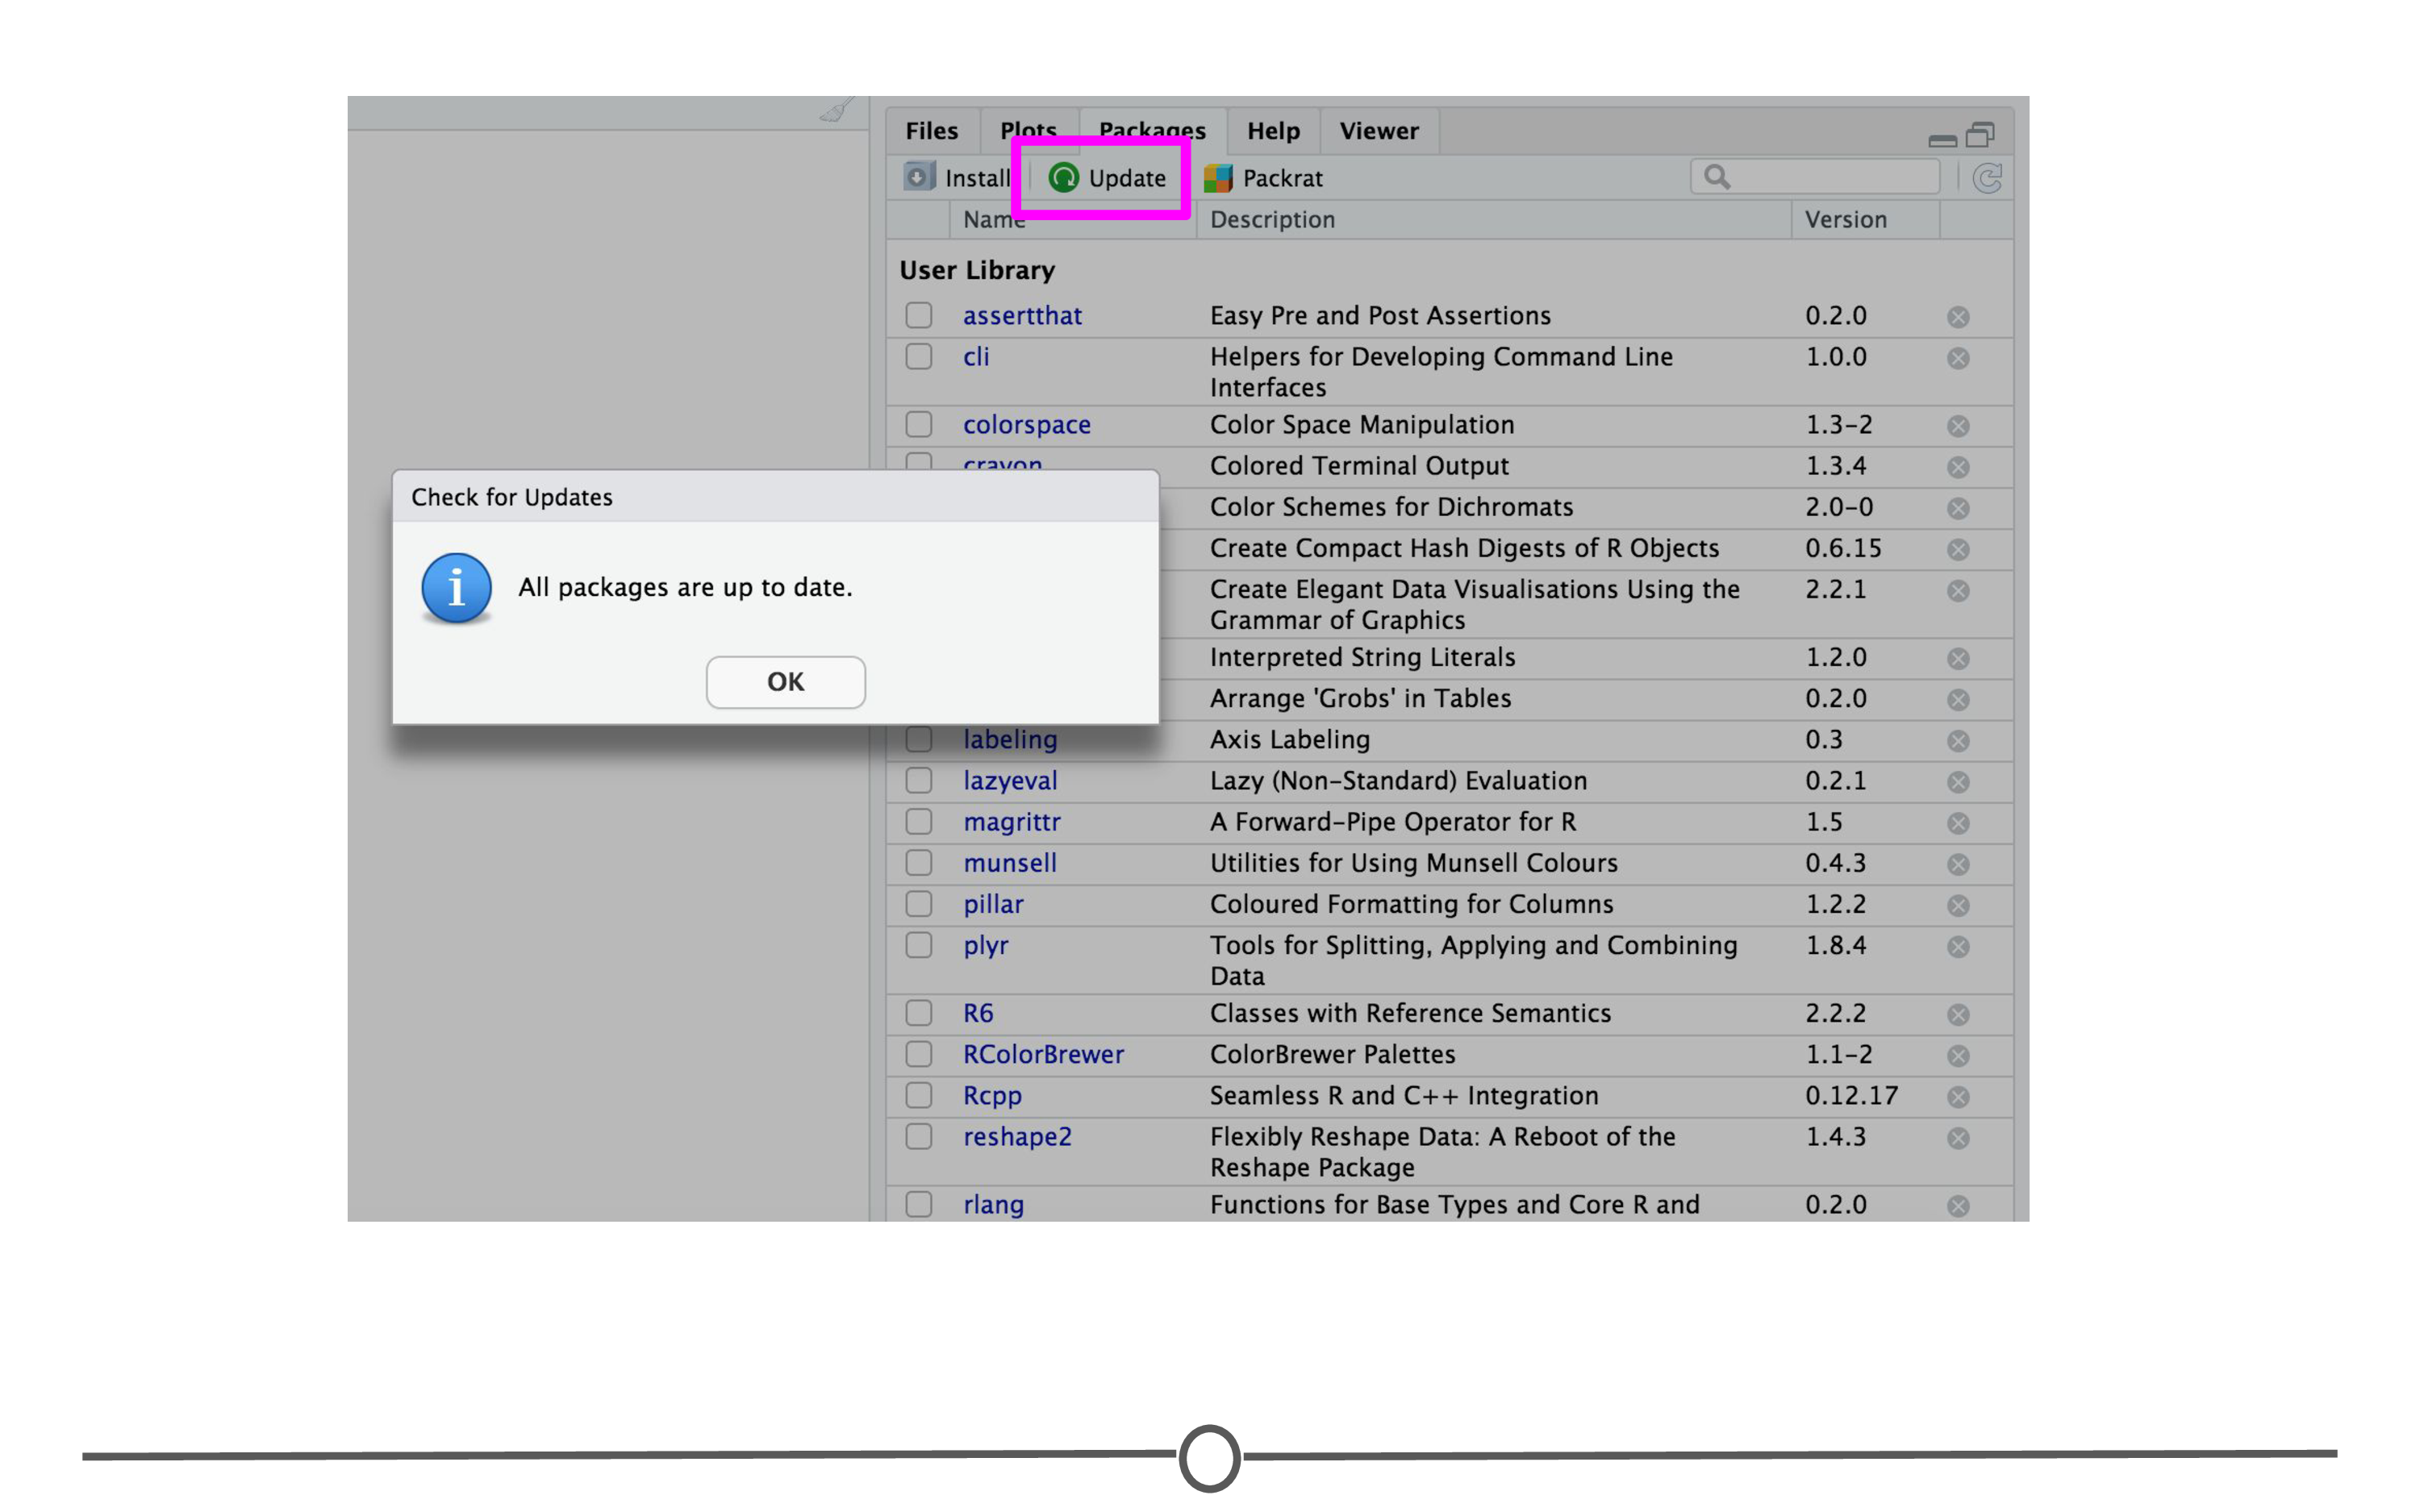 Files Plots Packages Help Viewer
Install Update Packrat
Name Description Version
User Library
assertthat Easy Pre and Post Assertions 0.2.0
cli Helpers for Developing Command Line 1.0.0
Interfaces
colorspace Color Space Manipulation 1.3-2
crayon Colored Terminal Output 1.3.4
Check for Updates
Color Schemes for Dichromats 2.0-0
Create Compact Hash Digests of R Objects 0.6.15
All packages are up to date.
Create Elegant Data Visualisations Using the 2.2.1
Grammar of Graphics
Interpreted String Literals 1.2.0
OK
Arrange 'Grobs' in Tables 0.2.0
labeling Axis Labeling 0.3
lazyeval Lazy (Non-Standard) Evaluation 0.2.1
magrittr A Forward-Pipe Operator for R 1.5
munsell Utilities for Using Munsell Colours 0.4.3
pillar Coloured Formatting for Columns 1.2.2
plyr Tools for Splitting, Applying and Combining 1.8.4
Data
R6 Classes with Reference Semantics 2.2.2
RColorBrewer ColorBrewer Palettes 1.1-2
Rcpp Seamless R and C++ Integration 0.12.17
reshape2 Flexibly Reshape Data: A Reboot of the 1.4.3
Reshape Package
rlang Functions for Base Types and Core R and 0.2.0